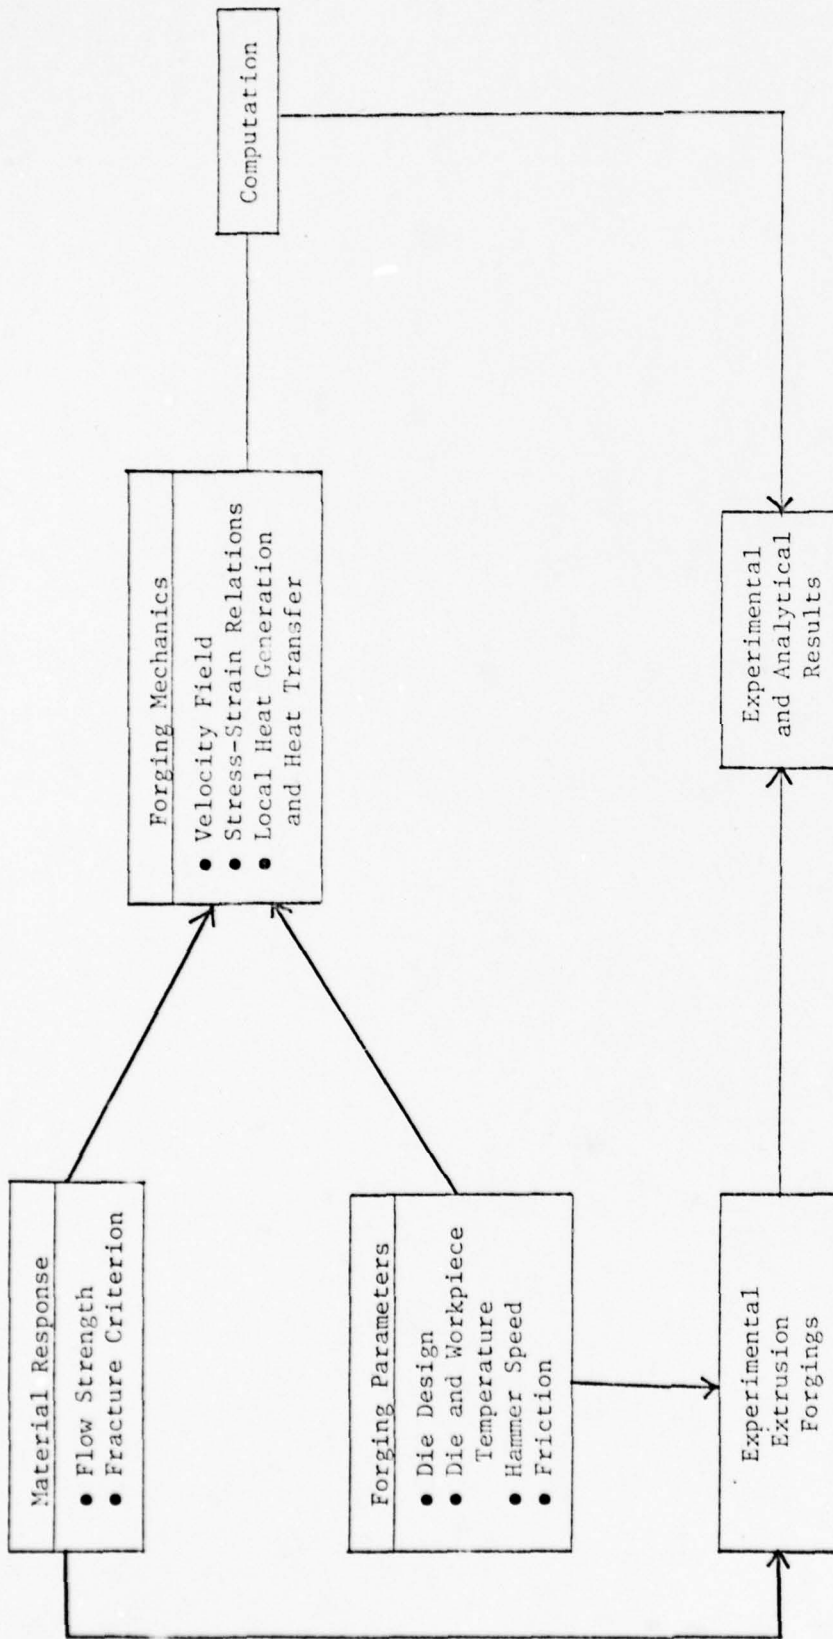 Material Response
● Flow Strength
● Fracture Criterion
Forging Parameters
● Die Design
● Die and Workpiece
Temperature
● Hammer Speed
● Friction
Experimental
Extrusion
Forgings
Forging Mechanics
● Velocity Field
● Stress-Strain Relations
● Local Heat Generation
and Heat Transfer
Experimental
and Analytical
Results
Computation